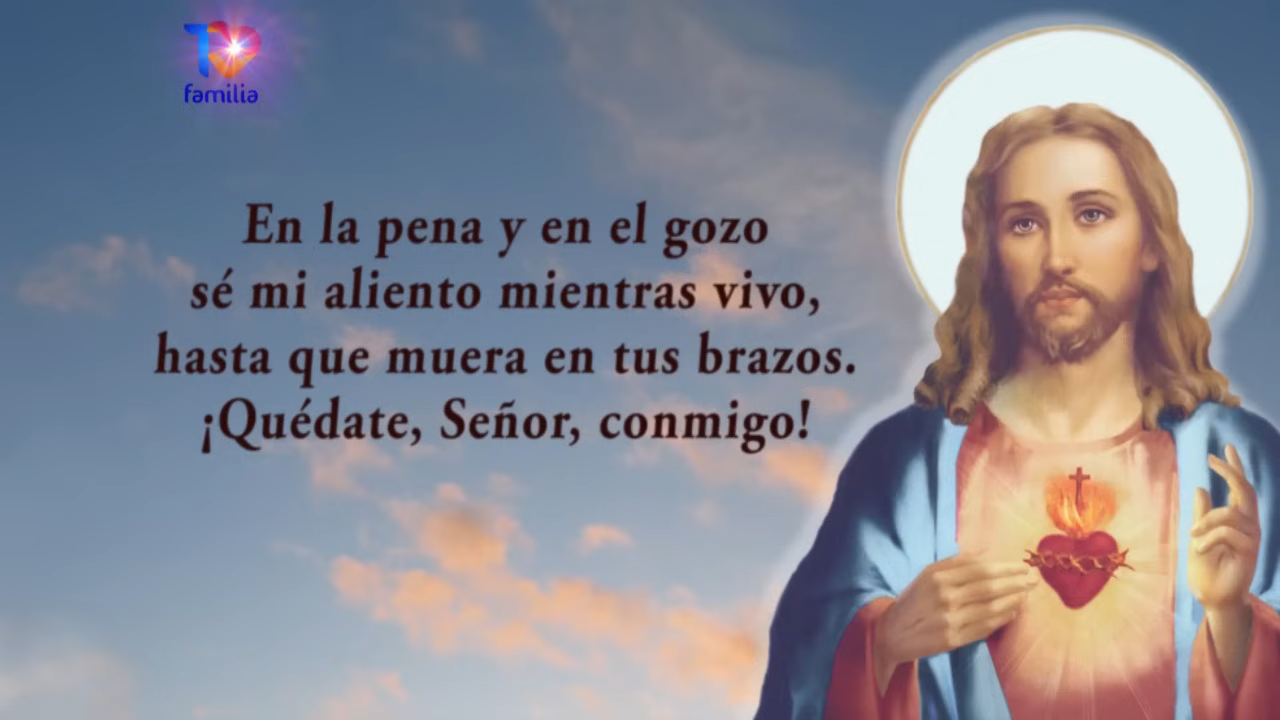 familia
En la pena y en el gozo
sé mi aliento mientras vivo,
hasta que muera en tus brazos.
¡Quédate, Señor, conmigo!